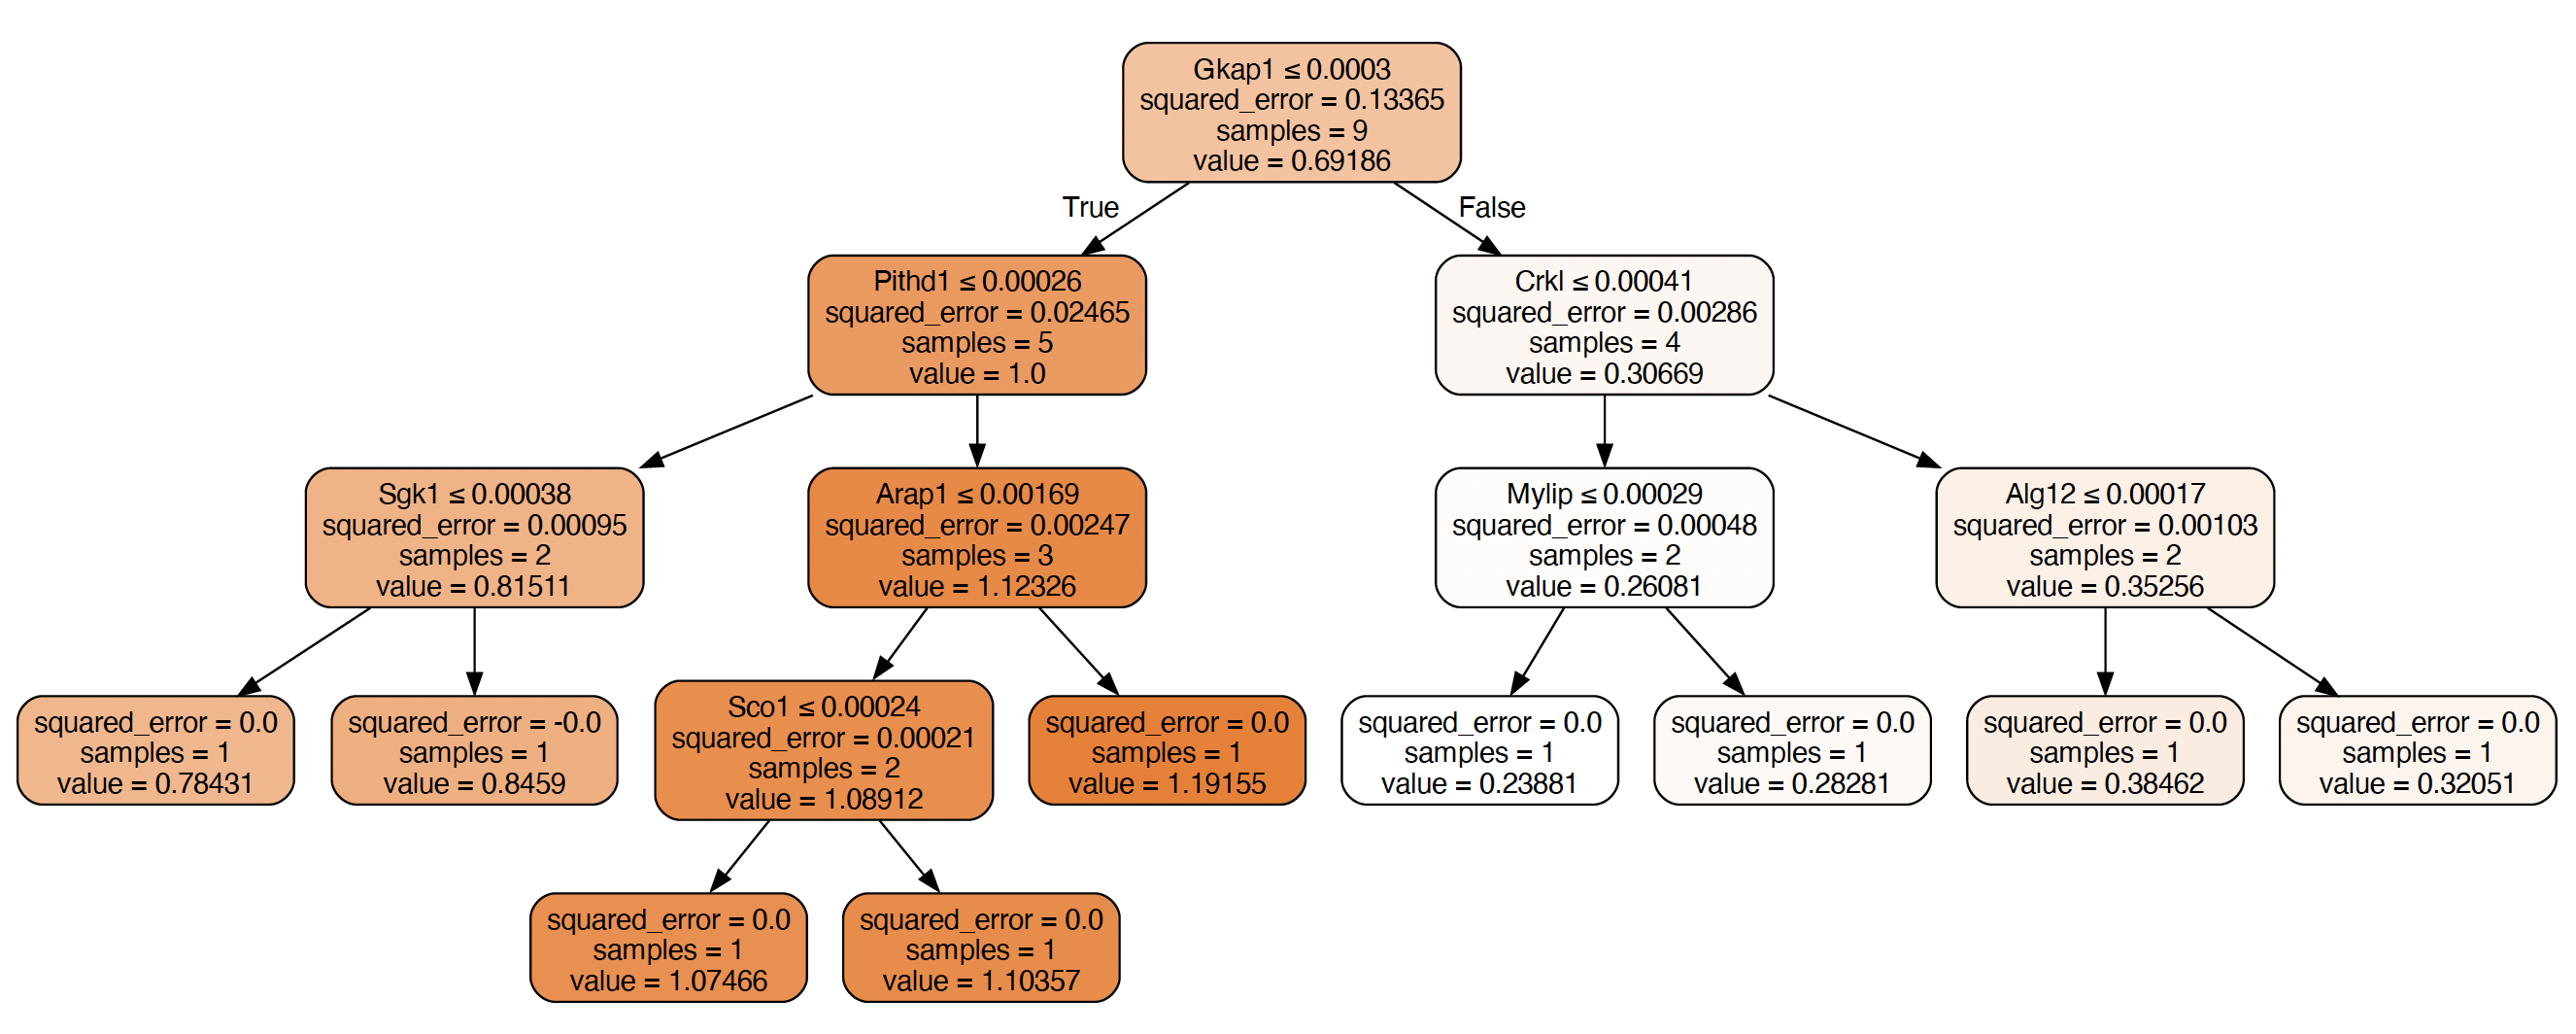 Gkap1 ≤ 0.0003
squared_error = 0.13365
samples = 9
value = 0.69186
True
False
Pithd1 ≤ 0.00026
squared_error = 0.02465
samples = 5
value = 1.0
Crkl ≤ 0.00041
squared_error = 0.00286
samples = 4
value = 0.30669
Sgk1 ≤ 0.00038
squared_error = 0.00095
samples = 2
value = 0.81511
Arap1 ≤ 0.00169
squared_error = 0.00247
samples = 3
value = 1.12326
Mylip ≤ 0.00029
squared_error = 0.00048
samples = 2
value = 0.26081
Alg12 ≤ 0.00017
squared_error = 0.00103
samples = 2
value = 0.35256
squared_error = 0.0
samples = 1
value = 0.78431
squared_error = -0.0
samples = 1
value = 0.8459
Sco1 ≤ 0.00024
squared_error = 0.00021
samples = 2
value = 1.08912
squared_error = 0.0
samples = 1
value = 1.19155
squared_error = 0.0
samples = 1
value = 0.23881
squared_error = 0.0
samples = 1
value = 0.28281
squared_error = 0.0
samples = 1
value = 0.38462
squared_error = 0.0
samples = 1
value = 0.32051
squared_error = 0.0
samples = 1
value = 1.07466
squared_error = 0.0
samples = 1
value = 1.10357